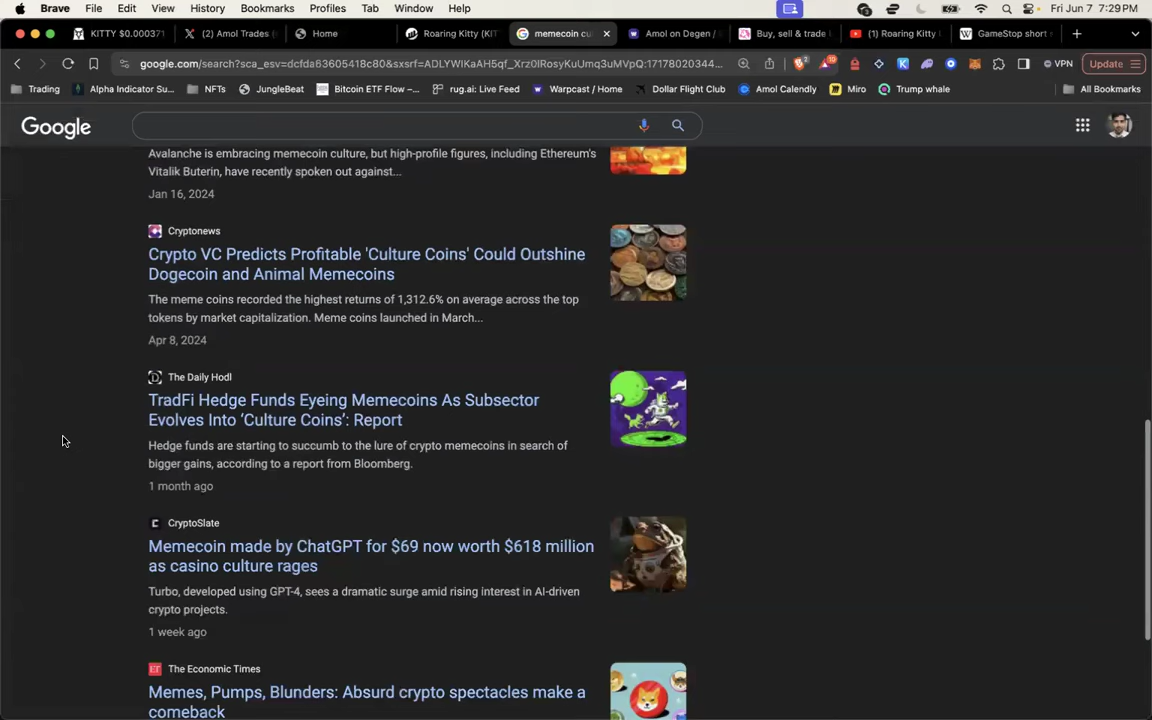 Brave File Edit View History Bookmarks Profiles Tab Window Help Fri Jun 7 7:29 PM
KITTY $0.000371 (2) Amol Trades Home Roaring Kitty (KIT memecoin cu Amol on Degen / Buy, sell & trade (1) Roaring Kitty GameStop short
google.com/search?sca_esv=dcfda63605418c80&sxsrf=ADLYWIKaAH5qf_Xrz0IRosyKuUmq3uMVpQ:17178020344... VPN Update
Trading Alpha Indicator Su... NFTs JungleBeat Bitcoin ETF Flow –... rug.ai: Live Feed Warpcast / Home Dollar Flight Club Amol Calendly Miro Trump whale All Bookmarks
Google
Avalanche is embracing memecoin culture, but high-profile figures, including Ethereum's
Vitalik Buterin, have recently spoken out against...
Jan 16, 2024
Cryptonews
Crypto VC Predicts Profitable 'Culture Coins' Could Outshine
Dogecoin and Animal Memecoins
The meme coins recorded the highest returns of 1,312.6% on average across the top
tokens by market capitalization. Meme coins launched in March...
Apr 8, 2024
The Daily Hodl
TradFi Hedge Funds Eyeing Memecoins As Subsector
Evolves Into ‘Culture Coins’: Report
Hedge funds are starting to succumb to the lure of crypto memecoins in search of
bigger gains, according to a report from Bloomberg.
1 month ago
CryptoSlate
Memecoin made by ChatGPT for $69 now worth $618 million
as casino culture rages
Turbo, developed using GPT-4, sees a dramatic surge amid rising interest in AI-driven
crypto projects.
1 week ago
ET The Economic Times
Memes, Pumps, Blunders: Absurd crypto spectacles make a
comeback